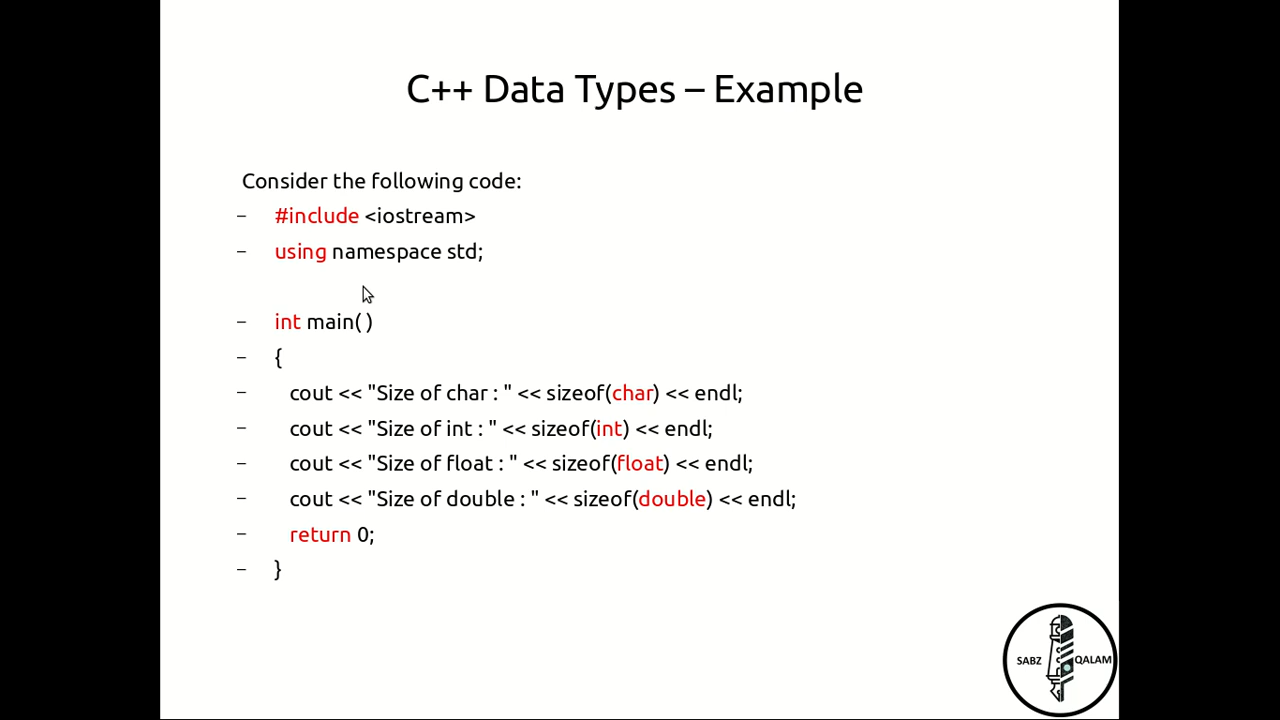 C++ Data Types – Example
Consider the following code:
– #include <iostream>
– using namespace std;
– int main( )
– {
– cout << "Size of char : " << sizeof(char) << endl;
– cout << "Size of int : " << sizeof(int) << endl;
– cout << "Size of float : " << sizeof(float) << endl;
– cout << "Size of double : " << sizeof(double) << endl;
– return 0;
– }
SABZ QALAM